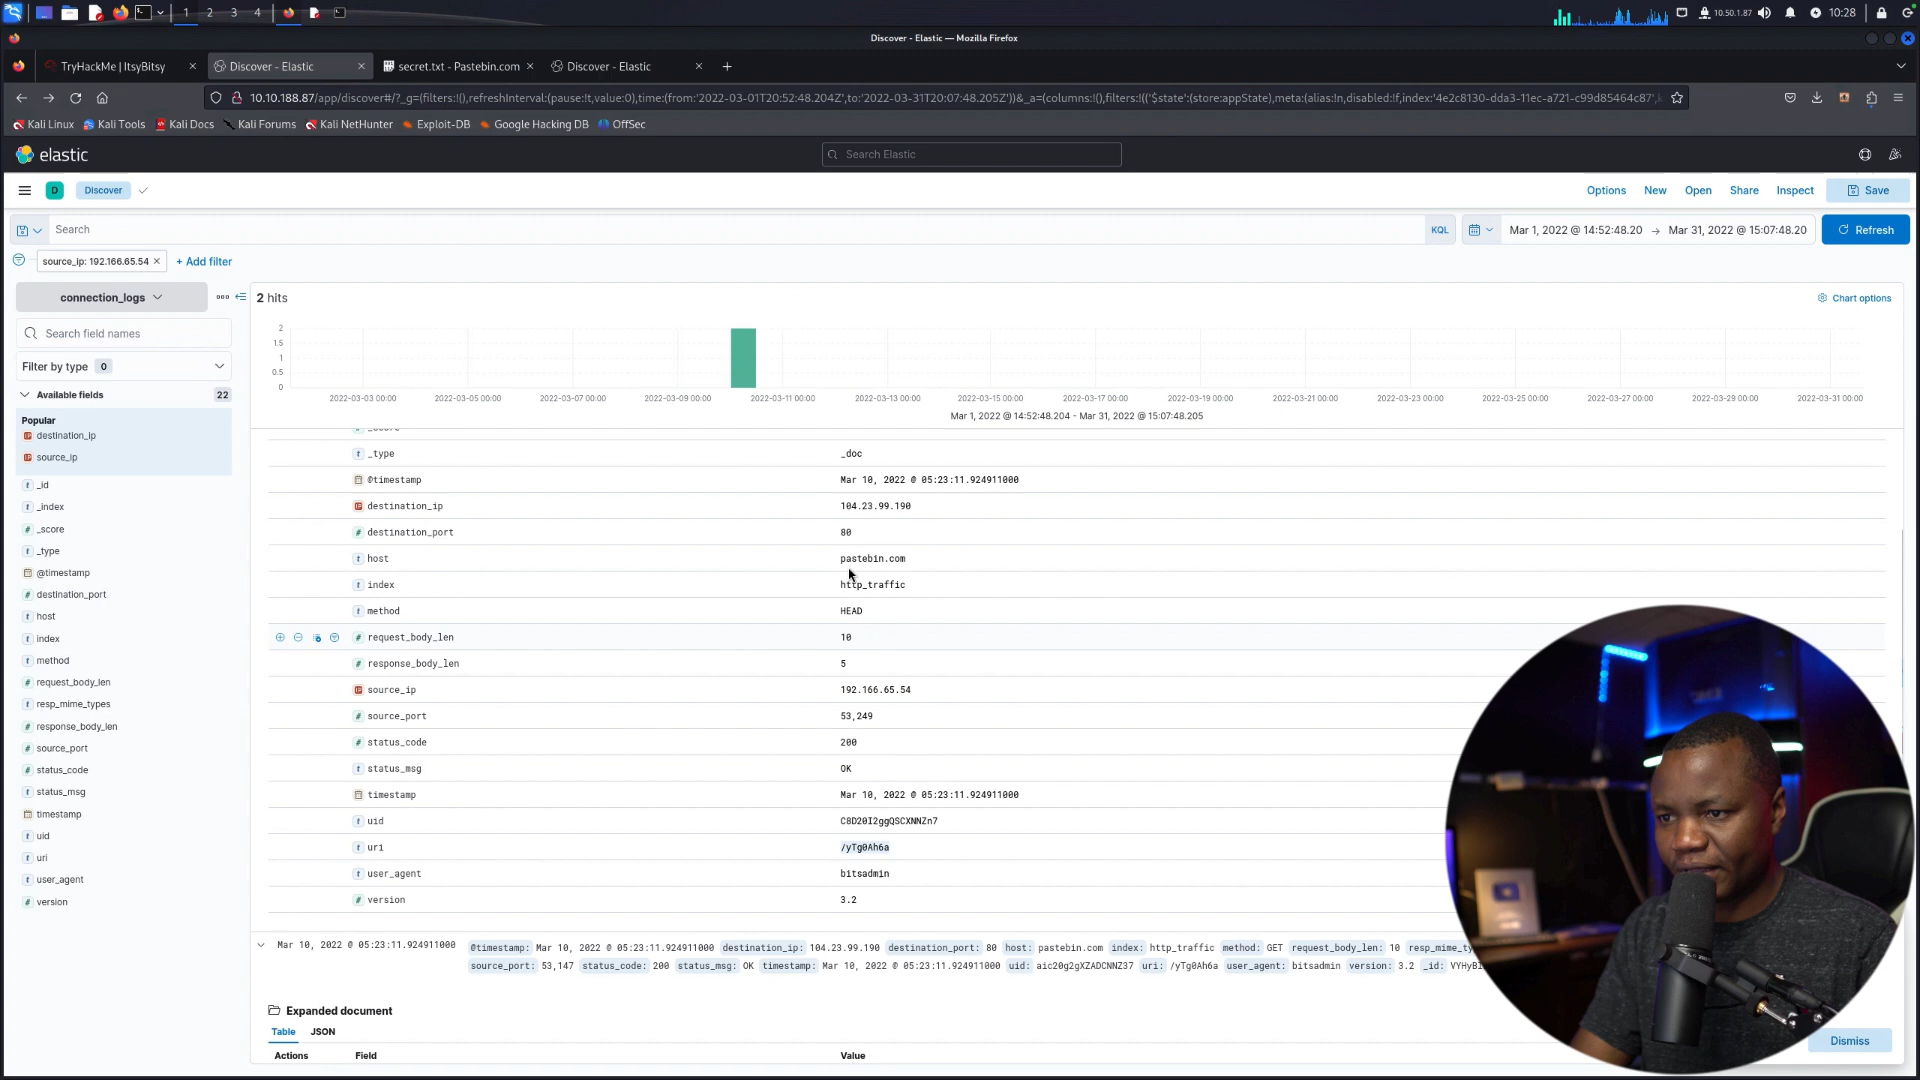 1 2 3 4 10.50.1.87 10:28
Discover - Elastic — Mozilla Firefox
TryHackMe | ItsyBitsy Discover - Elastic secret.txt - Pastebin.com Discover - Elastic
10.10.188.87/app/discover#/?_g=(filters:!(),refreshInterval:(pause:!t,value:0),time:(from:'2022-03-01T20:52:48.204Z',to:'2022-03-31T20:07:48.205Z'))&_a=(columns:!(),filters:!(('$state':(store:appState),meta:(alias:!n,disabled:!f,index:'4e2c8130-dda3-11ec-a721-c99d85464c87',
Kali Linux Kali Tools Kali Docs Kali Forums Kali NetHunter Exploit-DB Google Hacking DB OffSec
elastic Search Elastic
D Discover Options New Open Share Inspect Save
Search KQL Mar 1, 2022 @ 14:52:48.20 → Mar 31, 2022 @ 15:07:48.20 Refresh
source_ip: 192.166.65.54 × + Add filter
connection_logs
Search field names
Filter by type 0
Available fields 22
Popular
destination_ip
source_ip
_id
_index
_score
_type
@timestamp
destination_port
host
index
method
request_body_len
resp_mime_types
response_body_len
source_port
status_code
status_msg
timestamp
uid
uri
user_agent
version
2 hits Chart options
2
1.5
1
0.5
0
2022-03-03 00:00 2022-03-05 00:00 2022-03-07 00:00 2022-03-09 00:00 2022-03-11 00:00 2022-03-13 00:00 2022-03-15 00:00 2022-03-17 00:00 2022-03-19 00:00 2022-03-21 00:00 2022-03-23 00:00 2022-03-25 00:00 2022-03-27 00:00 2022-03-29 00:00 2022-03-31 00:00
Mar 1, 2022 @ 14:52:48.204 - Mar 31, 2022 @ 15:07:48.205
_type _doc
@timestamp Mar 10, 2022 @ 05:23:11.924911000
destination_ip 104.23.99.190
destination_port 80
host pastebin.com
index http_traffic
method HEAD
request_body_len 10
response_body_len 5
source_ip 192.166.65.54
source_port 53,249
status_code 200
status_msg OK
timestamp Mar 10, 2022 @ 05:23:11.924911000
uid C8D20I2ggQSCXNNZn7
uri /yTg0Ah6a
user_agent bitsadmin
version 3.2
Mar 10, 2022 @ 05:23:11.924911000 @timestamp: Mar 10, 2022 @ 05:23:11.924911000 destination_ip: 104.23.99.190 destination_port: 80 host: pastebin.com index: http_traffic method: GET request_body_len: 10
source_port: 53,147 status_code: 200 status_msg: OK timestamp: Mar 10, 2022 @ 05:23:11.924911000 uid: aic20g2gXZADCNNZ37 uri: /yTg0Ah6a user_agent: bitsadmin version: 3.2 _id:
Expanded document
Table JSON
Actions Field Value
Dismiss